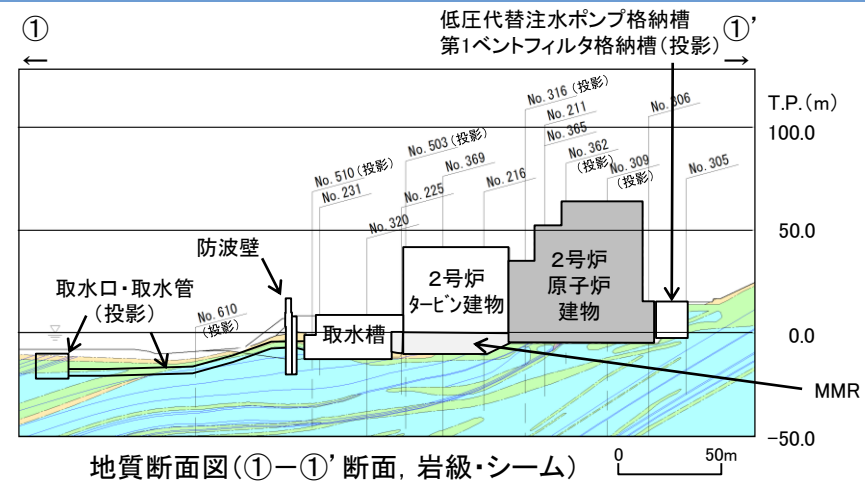 ①
低圧代替注水ポンプ格納槽
第1ベントフィルタ格納槽(投影)
①’
←
→
T.P.(m)
100.0
50.0
0.0
-50.0
No.316(投影)
No.211
No.365
No.306
No.503(投影)
No.369
No.362
(投影)
No.309
(投影)
No.305
No.510(投影)
No.231
No.225
No.216
No.320
防波壁
取水口・取水管
(投影)
No.610
(投影)
取水槽
2号炉
タービン建物
2号炉
原子炉
建物
MMR
地質断面図(①-①’断面,岩級・シーム)
0
50m